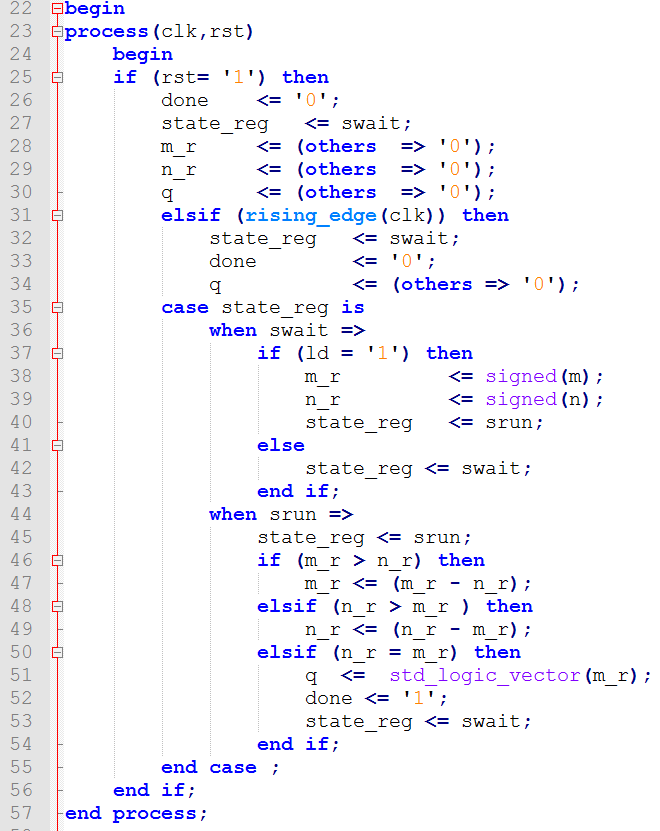 22 begin
23 process(clk,rst)
24     begin
25     if (rst= '1') then
26         done    <= '0';
27         state_reg   <= swait;
28         m_r     <= (others  => '0');
29         n_r     <= (others  => '0');
30         q       <= (others  => '0');
31         elsif (rising_edge(clk)) then
32             state_reg   <= swait;
33             done        <= '0';
34             q           <= (others => '0');
35         case state_reg is
36             when swait =>
37                 if (ld = '1') then
38                     m_r         <= signed(m);
39                     n_r         <= signed(n);
40                     state_reg   <= srun;
41                 else
42                     state_reg <= swait;
43                 end if;
44             when srun =>
45                 state_reg <= srun;
46                 if (m_r > n_r) then
47                     m_r <= (m_r - n_r);
48                 elsif (n_r > m_r ) then
49                     n_r <= (n_r - m_r);
50                 elsif (n_r = m_r) then
51                     q  <=  std_logic_vector(m_r);
52                     done <= '1';
53                     state_reg <= swait;
54                 end if;
55         end case ;
56     end if;
57 end process;